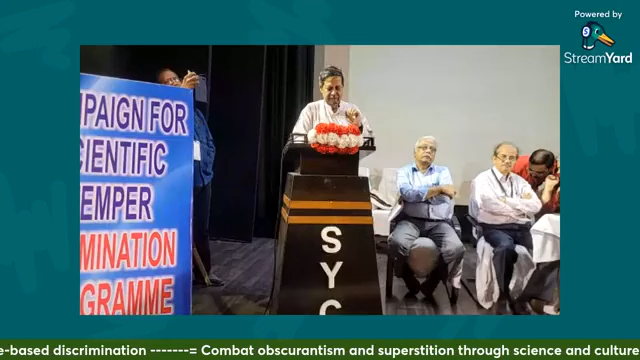 Powered by
StreamYard
PAIGN FOR
CIENTIFIC
EMPER
MINATION
GRAMME
SYC
e-based discrimination -------= Combat obscurantism and superstition through science and culture